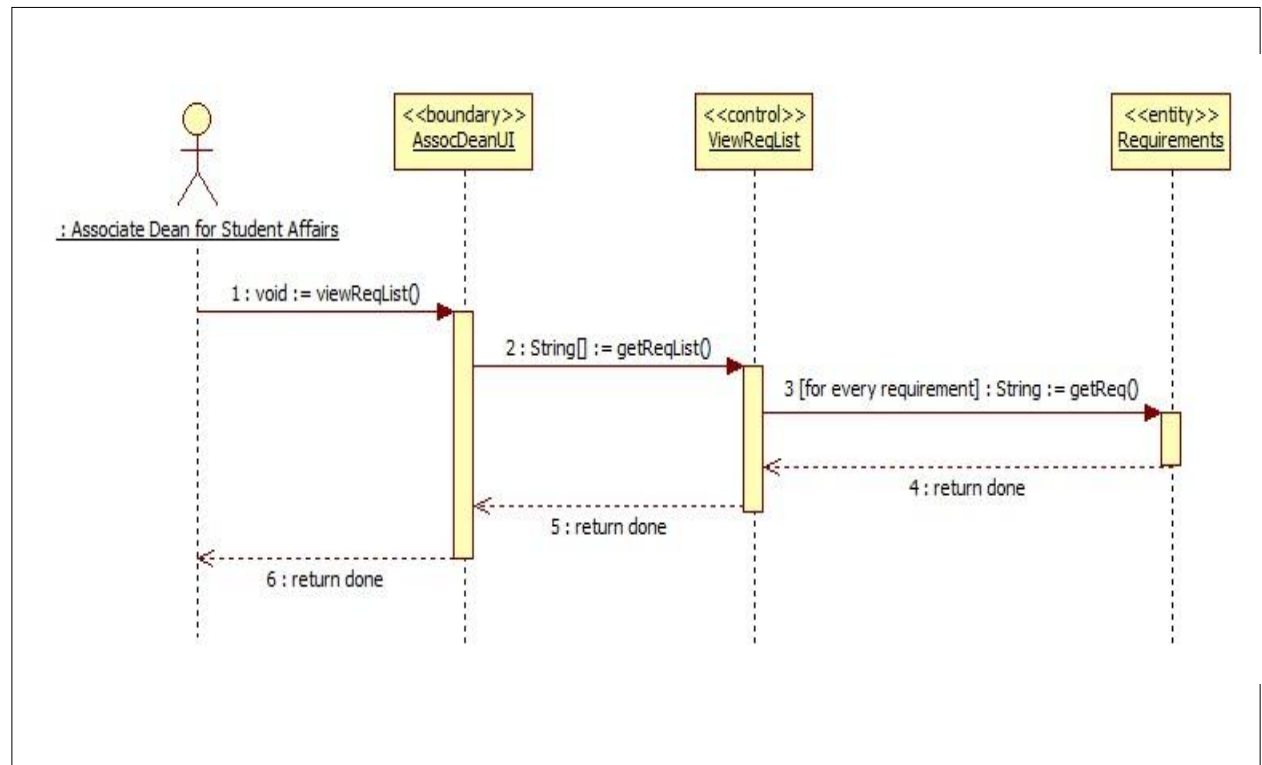 <<boundary>>
AssocDeanUI
<<control>>
ViewReqList
<<entity>>
Requirements
: Associate Dean for Student Affairs
1 : void := viewReqList()
2 : String[] := getReqList()
3 [for every requirement] : String := getReq()
4 : return done
5 : return done
6 : return done